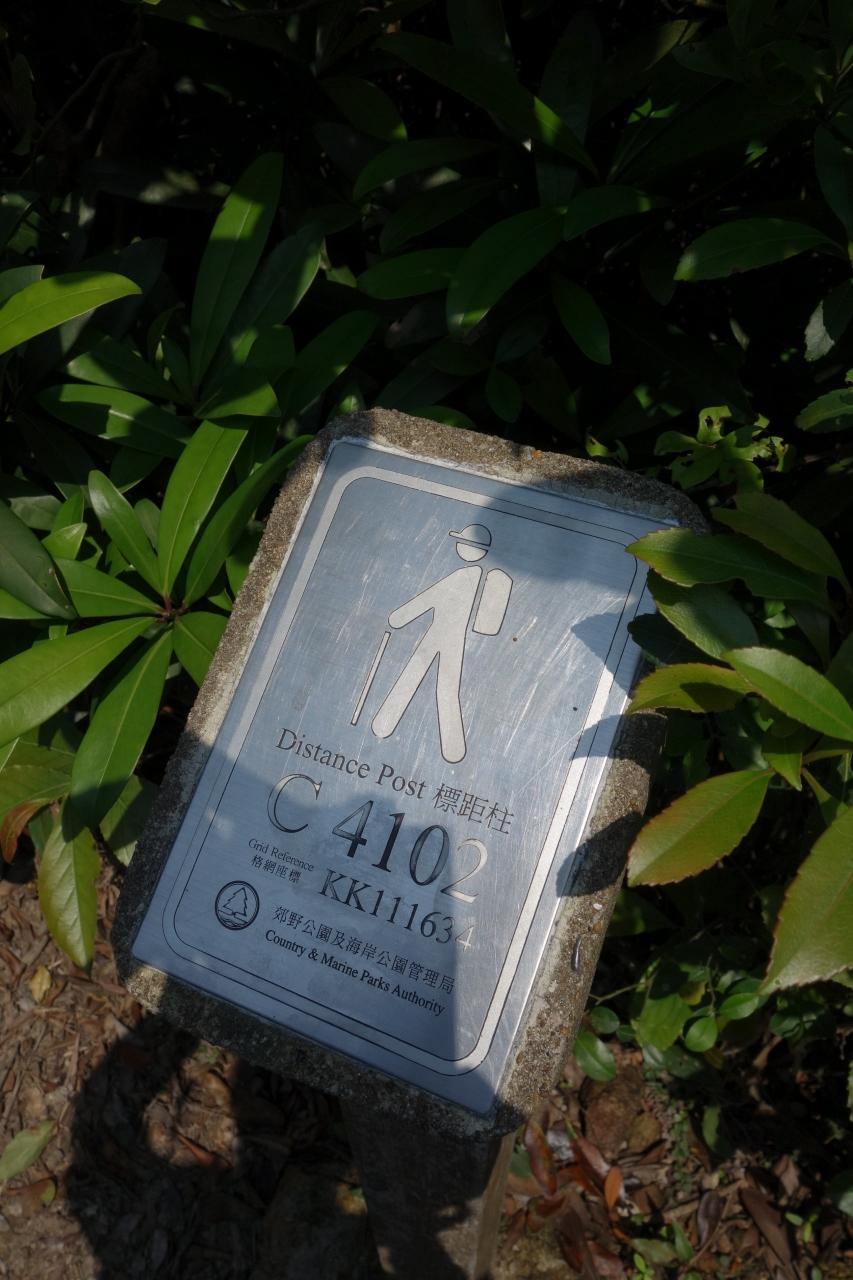 Distance Post 標距柱
C 4102
Grid Reference
格網座標 KK111634
郊野公園及海岸公園管理局
Country & Marine Parks Authority